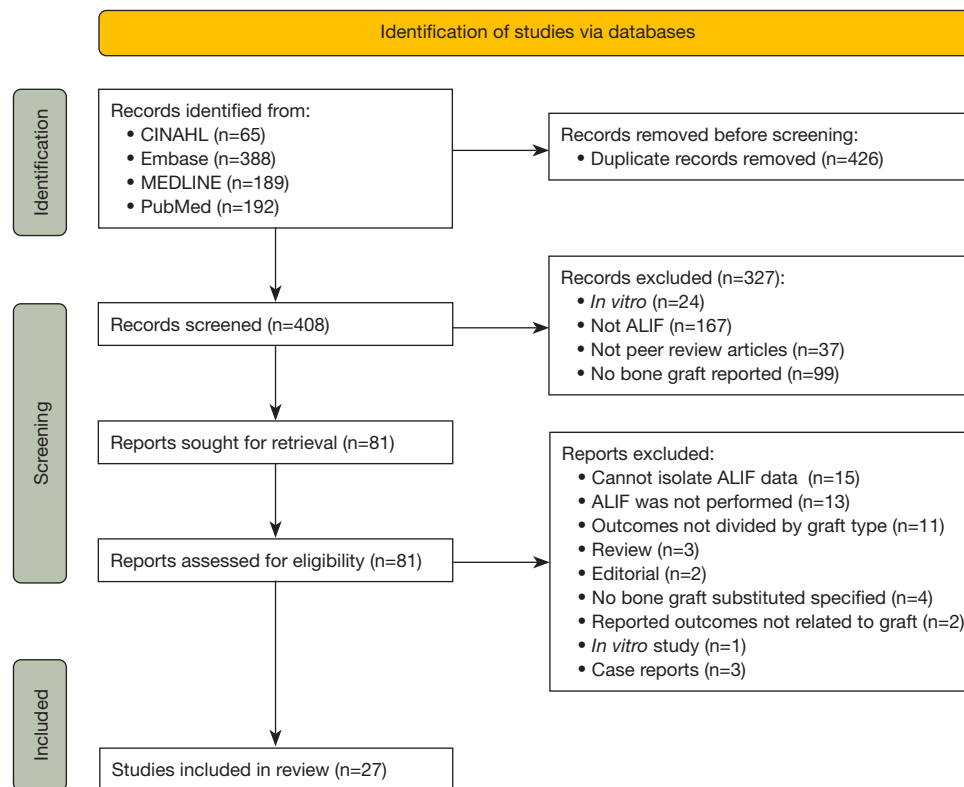 Identification of studies via databases
Identification
Records identified from:
• CINAHL (n=65)
• Embase (n=388)
• MEDLINE (n=189)
• PubMed (n=192)
Records removed before screening:
• Duplicate records removed (n=426)
Screening
Records screened (n=408)
Records excluded (n=327):
• In vitro (n=24)
• Not ALIF (n=167)
• Not peer review articles (n=37)
• No bone graft reported (n=99)
Reports sought for retrieval (n=81)
Reports assessed for eligibility (n=81)
Reports excluded:
• Cannot isolate ALIF data (n=15)
• ALIF was not performed (n=13)
• Outcomes not divided by graft type (n=11)
• Review (n=3)
• Editorial (n=2)
• No bone graft substituted specified (n=4)
• Reported outcomes not related to graft (n=2)
• In vitro study (n=1)
• Case reports (n=3)
Included
Studies included in review (n=27)